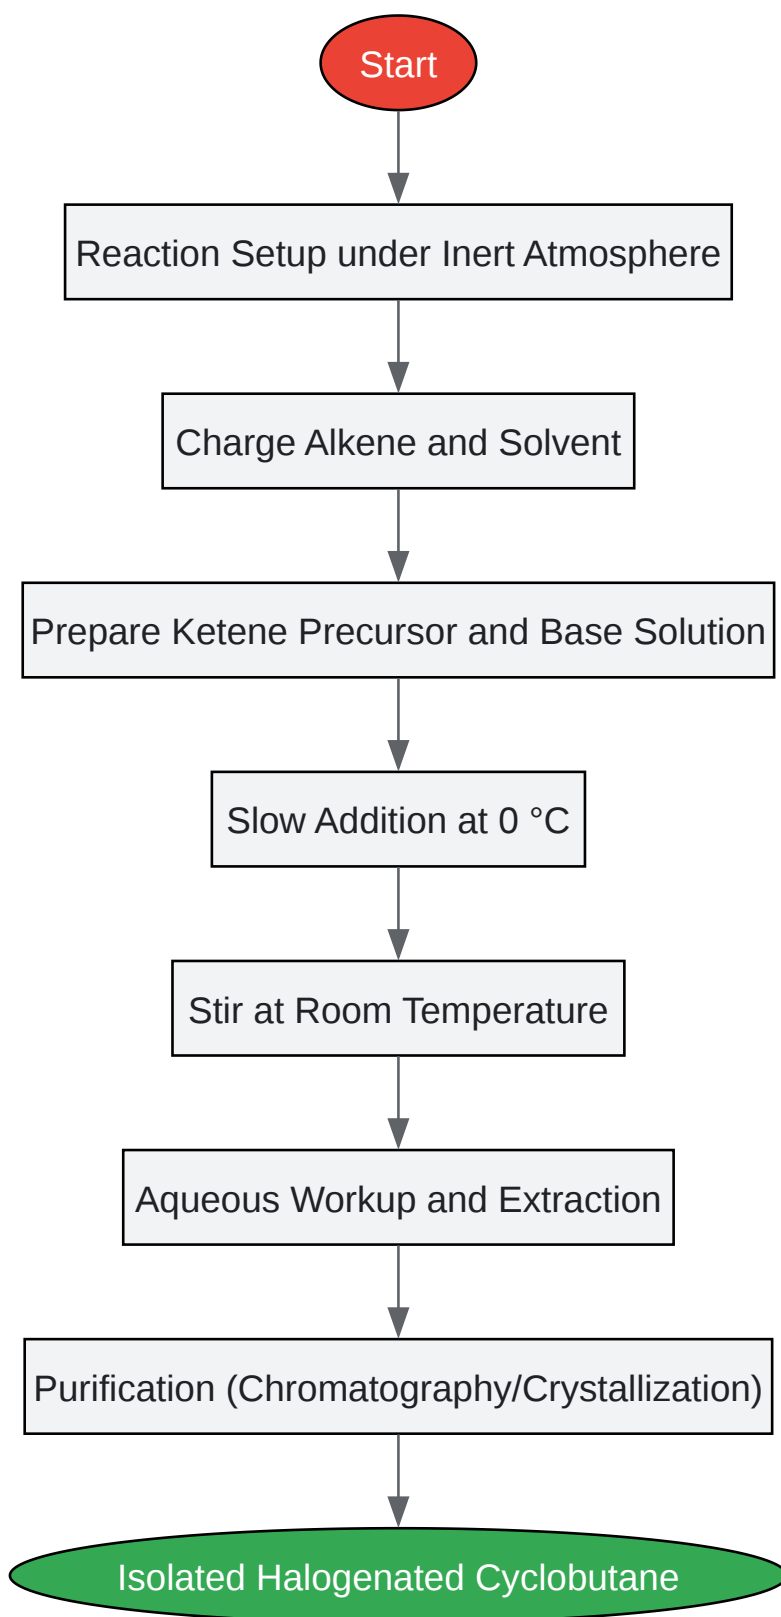 Start
Reaction Setup under Inert Atmosphere
Charge Alkene and Solvent
Prepare Ketene Precursor and Base Solution
Slow Addition at 0 °C
Stir at Room Temperature
Aqueous Workup and Extraction
Purification (Chromatography/Crystallization)
Isolated Halogenated Cyclobutane